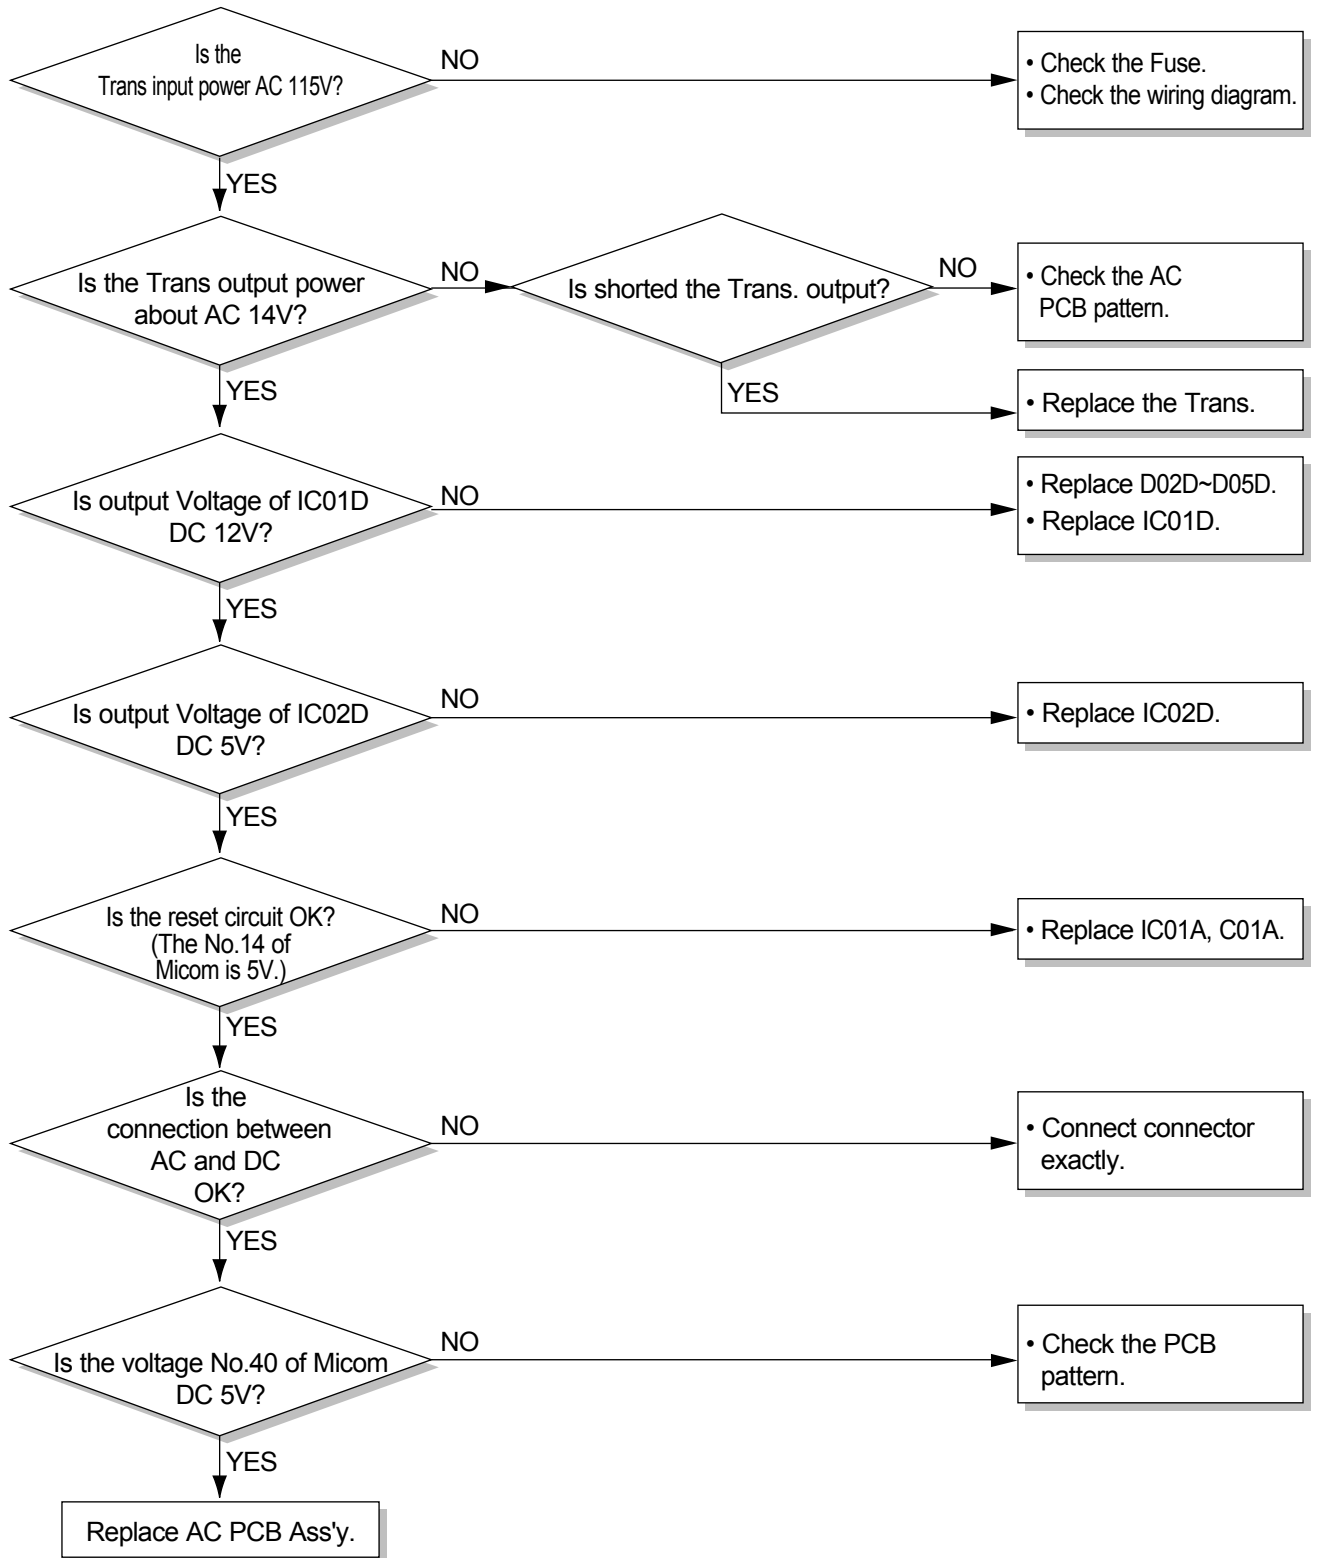 Is the
Trans input power AC 115V?
NO
• Check the Fuse.
• Check the wiring diagram.
YES
Is the Trans output power
about AC 14V?
NO
Is shorted the Trans. output?
NO
• Check the AC
PCB pattern.
YES
YES
• Replace the Trans.
Is output Voltage of IC01D
DC 12V?
NO
• Replace D02D~D05D.
• Replace IC01D.
YES
Is output Voltage of IC02D
DC 5V?
NO
• Replace IC02D.
YES
Is the reset circuit OK?
(The No.14 of
Micom is 5V.)
NO
• Replace IC01A, C01A.
YES
Is the
connection between
AC and DC
OK?
NO
• Connect connector
exactly.
YES
Is the voltage No.40 of Micom
DC 5V?
NO
• Check the PCB
pattern.
YES
Replace AC PCB Ass'y.